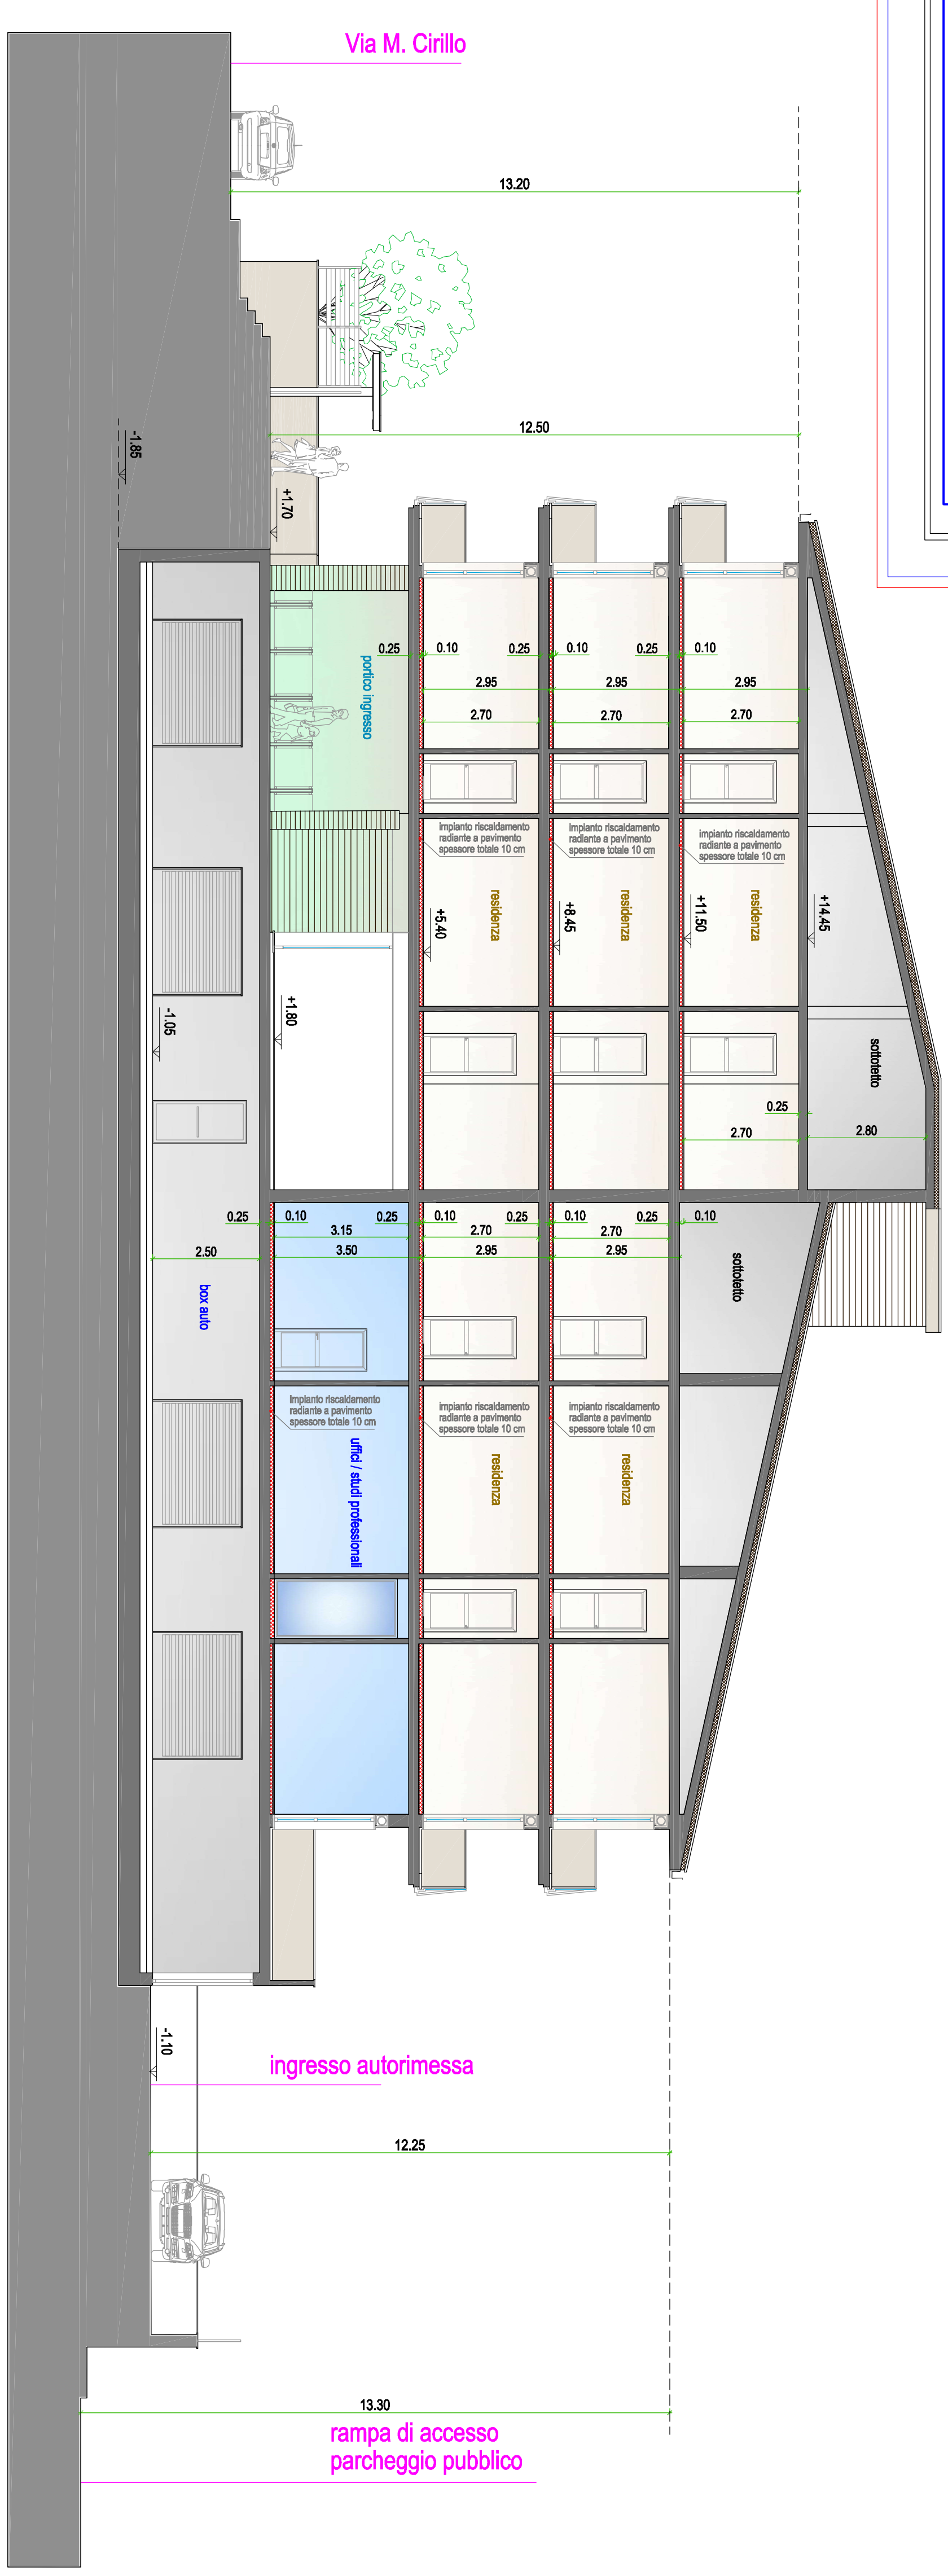 Via M. Cirillo
13.20
12.50
-1.85
+1.70
0.25
0.10
0.25
0.10
0.25
0.10
portico ingresso
2.95
2.95
2.95
2.70
2.70
2.70
impianto riscaldamento
radiante a pavimento
spessore totale 10 cm
impianto riscaldamento
radiante a pavimento
spessore totale 10 cm
impianto riscaldamento
radiante a pavimento
spessore totale 10 cm
residenza
residenza
residenza
+5.40
+8.45
+11.50
+14.45
-1.05
+1.80
sottotetto
0.25
2.70
2.80
0.25
0.10
0.25
0.10
0.25
0.10
0.25
0.10
3.15
2.70
2.70
2.50
3.50
2.95
2.95
sottotetto
box auto
impianto riscaldamento
radiante a pavimento
spessore totale 10 cm
impianto riscaldamento
radiante a pavimento
spessore totale 10 cm
impianto riscaldamento
radiante a pavimento
spessore totale 10 cm
uffici / studi professionali
residenza
residenza
-1.10
ingresso autorimessa
12.25
13.30
rampa di accesso
parcheggio pubblico